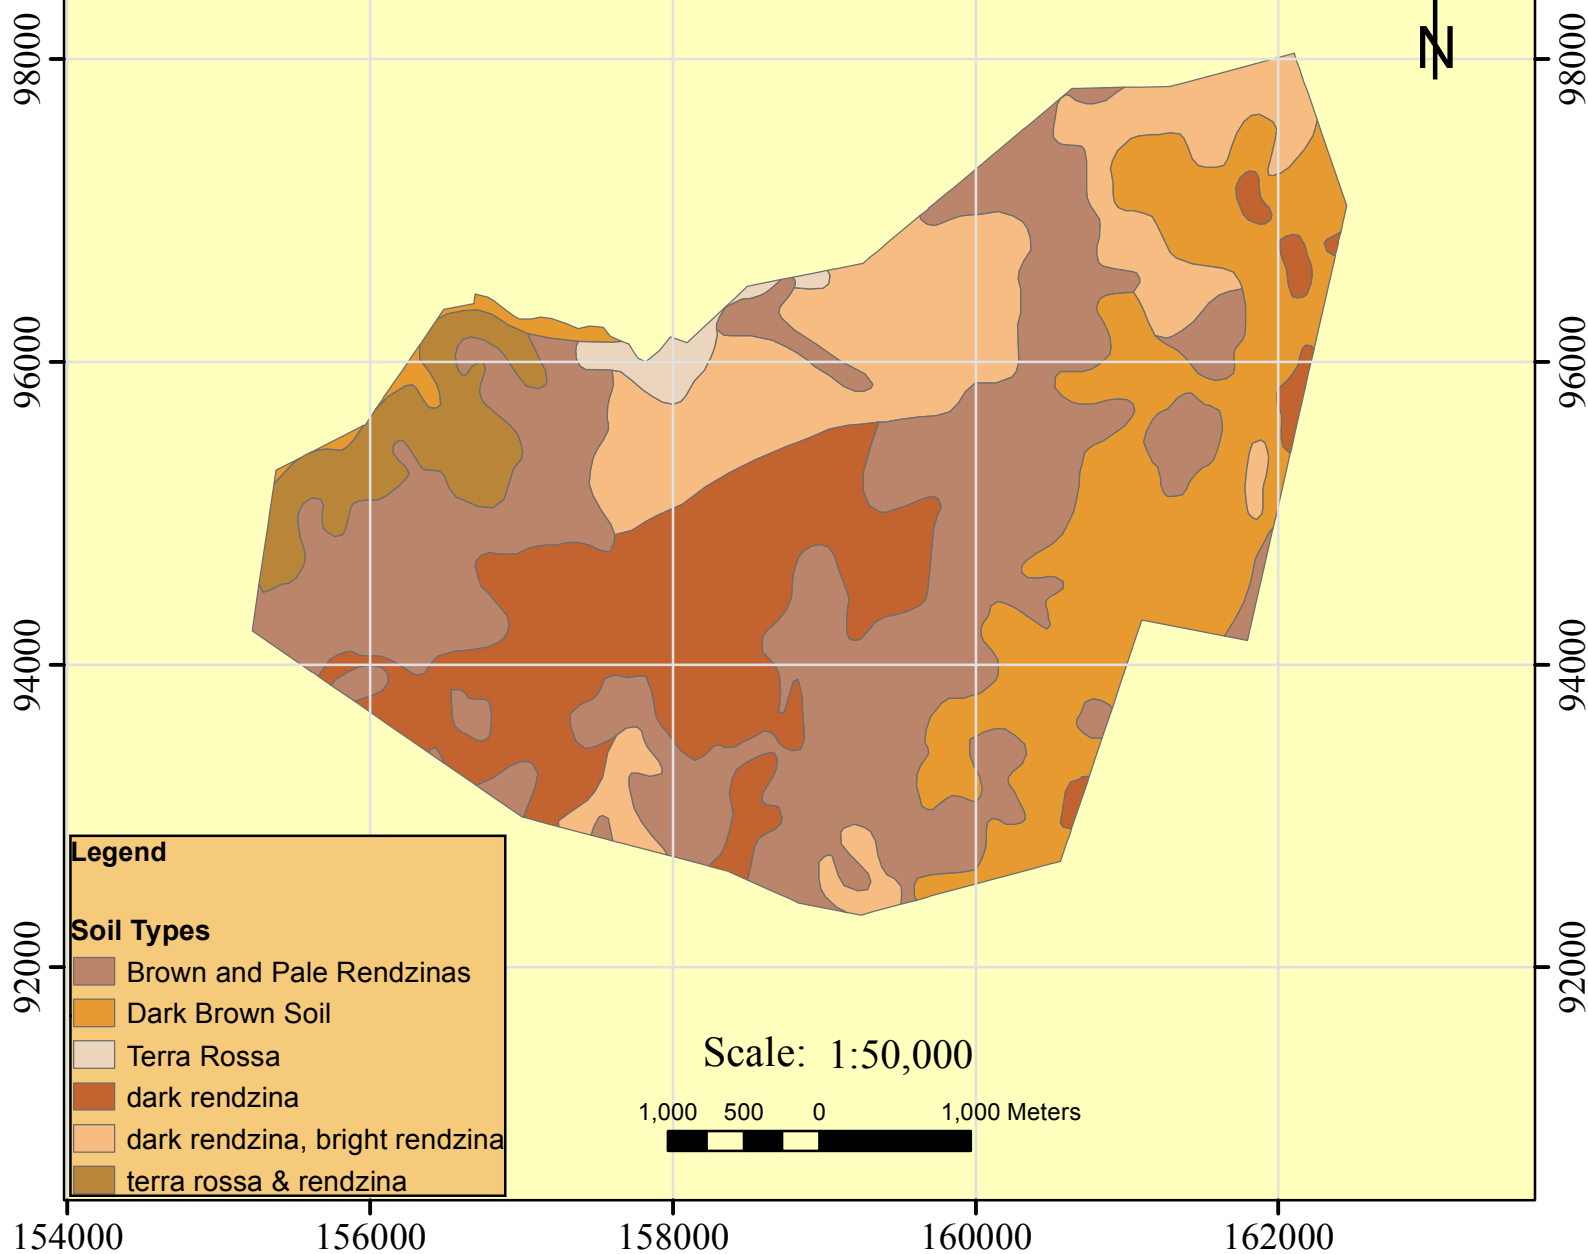 N
98000
98000
96000
96000
94000
94000
92000
92000
Legend
Soil Types
Brown and Pale Rendzinas
Dark Brown Soil
Terra Rossa
dark rendzina
dark rendzina, bright rendzina
terra rossa & rendzina
Scale: 1:50,000
1,000 500 0 1,000 Meters
154000 156000 158000 160000 162000